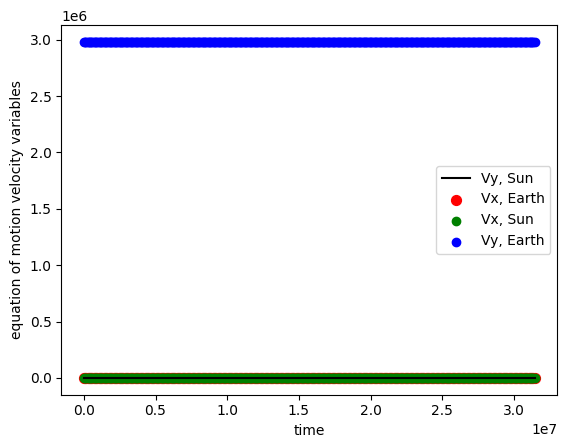 1e6
3.0
2.5
2.0
1.5
1.0
0.5
0.0
equation of motion velocity variables
Vy, Sun
Vx, Earth
Vx, Sun
Vy, Earth
0.0 0.5 1.0 1.5 2.0 2.5 3.0
time
1e7